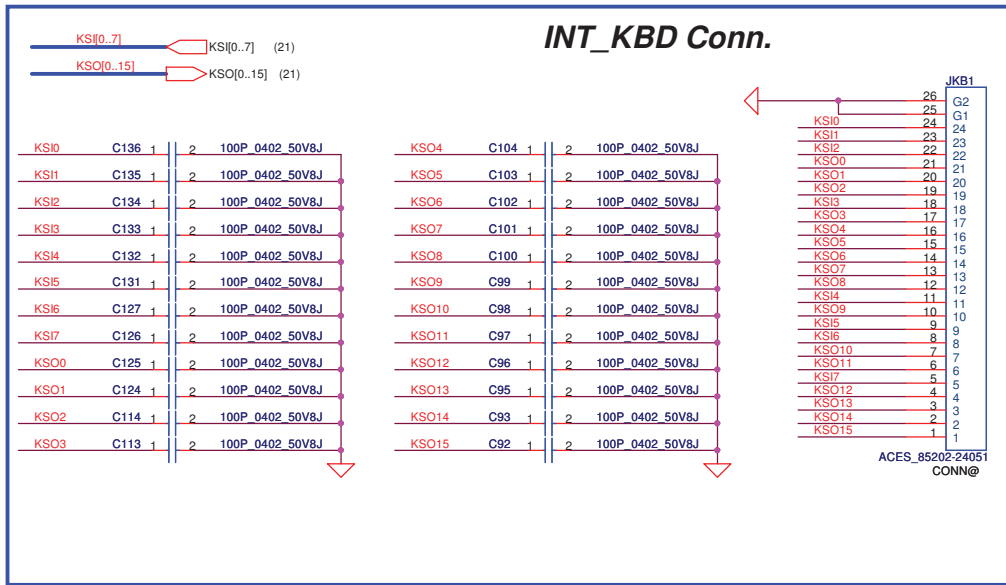 INT_KBD Conn.
KSI[0..7] KSI[0..7] (21)
KSO[0..15] KSO[0..15] (21)
KSI0 C136 1 2 100P_0402_50V8J
KSI1 C135 1 2 100P_0402_50V8J
KSI2 C134 1 2 100P_0402_50V8J
KSI3 C133 1 2 100P_0402_50V8J
KSI4 C132 1 2 100P_0402_50V8J
KSI5 C131 1 2 100P_0402_50V8J
KSI6 C127 1 2 100P_0402_50V8J
KSI7 C126 1 2 100P_0402_50V8J
KSO0 C125 1 2 100P_0402_50V8J
KSO1 C124 1 2 100P_0402_50V8J
KSO2 C114 1 2 100P_0402_50V8J
KSO3 C113 1 2 100P_0402_50V8J
KSO4 C104 1 2 100P_0402_50V8J
KSO5 C103 1 2 100P_0402_50V8J
KSO6 C102 1 2 100P_0402_50V8J
KSO7 C101 1 2 100P_0402_50V8J
KSO8 C100 1 2 100P_0402_50V8J
KSO9 C99 1 2 100P_0402_50V8J
KSO10 C98 1 2 100P_0402_50V8J
KSO11 C97 1 2 100P_0402_50V8J
KSO12 C96 1 2 100P_0402_50V8J
KSO13 C95 1 2 100P_0402_50V8J
KSO14 C93 1 2 100P_0402_50V8J
KSO15 C92 1 2 100P_0402_50V8J
JKB1
26 G2
25 G1
KSI0 24 24
KSI1 23 23
KSI2 22 22
KSO0 21 21
KSO1 20 20
KSO2 19 19
KSI3 18 18
KSO3 17 17
KSO4 16 16
KSO5 15 15
KSO6 14 14
KSO7 13 13
KSO8 12 12
KSI4 11 11
KSO9 10 10
KSI5 9 9
KSI6 8 8
KSO10 7 7
KSO11 6 6
KSI7 5 5
KSO12 4 4
KSO13 3 3
KSO14 2 2
KSO15 1 1
ACES_85202-24051
CONN@